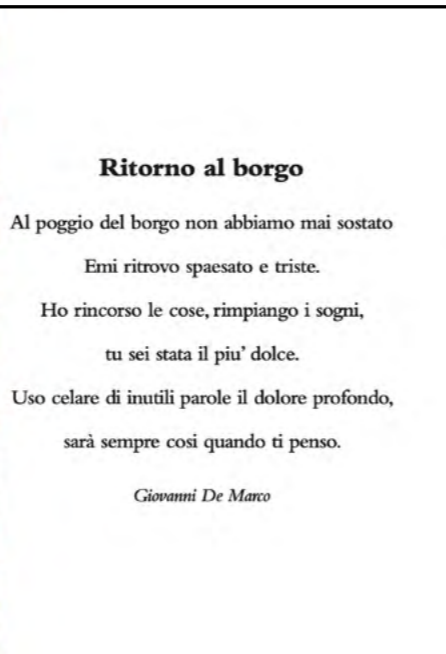 Ritorno al borgo
Al poggio del borgo non abbiamo mai sostato
Emi ritrovo spaesato e triste.
Ho rincorso le cose, rimpiango i sogni,
tu sei stata il piu' dolce.
Uso celare di inutili parole il dolore profondo,
sarà sempre cosi quando ti penso.
Giovanni De Marco